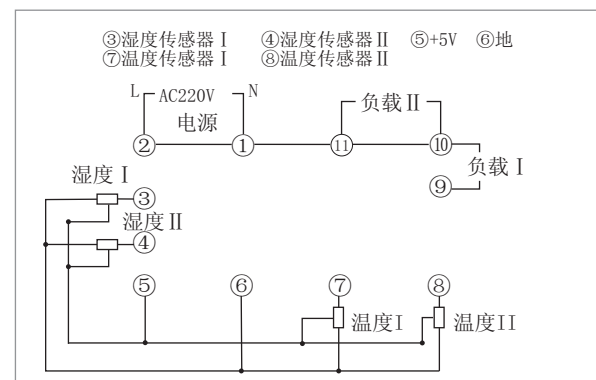 ③湿度传感器Ⅰ ④湿度传感器Ⅱ ⑤+5V ⑥地
⑦温度传感器Ⅰ ⑧温度传感器Ⅱ
L AC220V N
电源
负载Ⅱ
② ① ⑪ ⑩
负载Ⅰ
⑨
湿度Ⅰ
③
湿度Ⅱ
④
⑤ ⑥ ⑦ ⑧
温度I 温度II